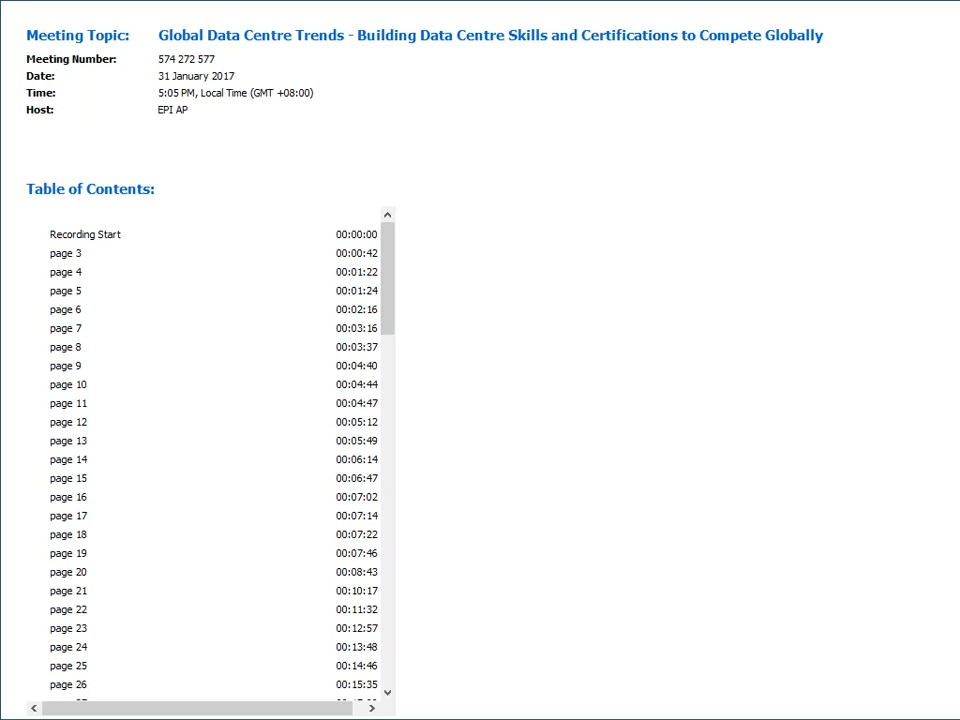 Meeting Topic: Global Data Centre Trends - Building Data Centre Skills and Certifications to Compete Globally
Meeting Number: 574 272 577
Date: 31 January 2017
Time: 5:05 PM, Local Time (GMT +08:00)
Host: EPI AP
Table of Contents:
Recording Start 00:00:00
page 3 00:00:42
page 4 00:01:22
page 5 00:01:24
page 6 00:02:16
page 7 00:03:16
page 8 00:03:37
page 9 00:04:40
page 10 00:04:44
page 11 00:04:47
page 12 00:05:12
page 13 00:05:49
page 14 00:06:14
page 15 00:06:47
page 16 00:07:02
page 17 00:07:14
page 18 00:07:22
page 19 00:07:46
page 20 00:08:43
page 21 00:10:17
page 22 00:11:32
page 23 00:12:57
page 24 00:13:48
page 25 00:14:46
page 26 00:15:35